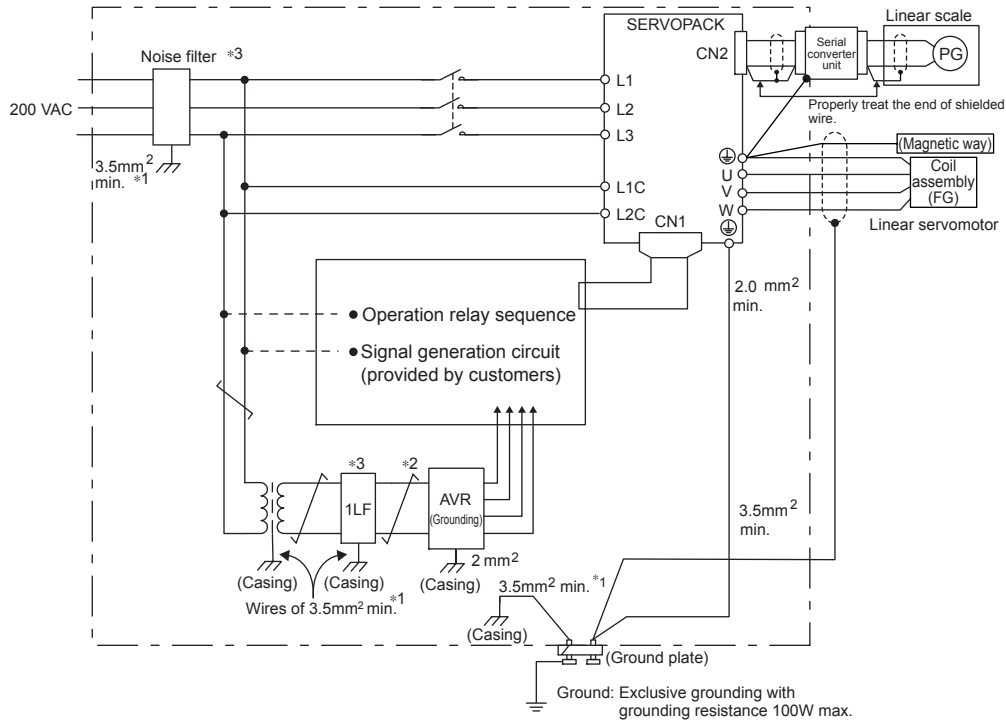 SERVOPACK
Linear scale
Noise filter *3
CN2
Serial
converter
unit
PG
L1
200 VAC
L2
Properly treat the end of shielded
wire.
L3
(Magnetic way)
3.5mm2
min. *1
U
Coil
assembly
(FG)
L1C
V
L2C
W
CN1
Linear servomotor
2.0 mm2
min.
● Operation relay sequence
● Signal generation circuit
(provided by customers)
*3
*2
1LF
AVR
(Grounding)
3.5mm2
min.
2 mm2
(Casing)
(Casing)
(Casing)
3.5mm2 min.*1
Wires of 3.5mm2 min.*1
(Casing)
(Ground plate)
Ground: Exclusive grounding with
grounding resistance 100W max.